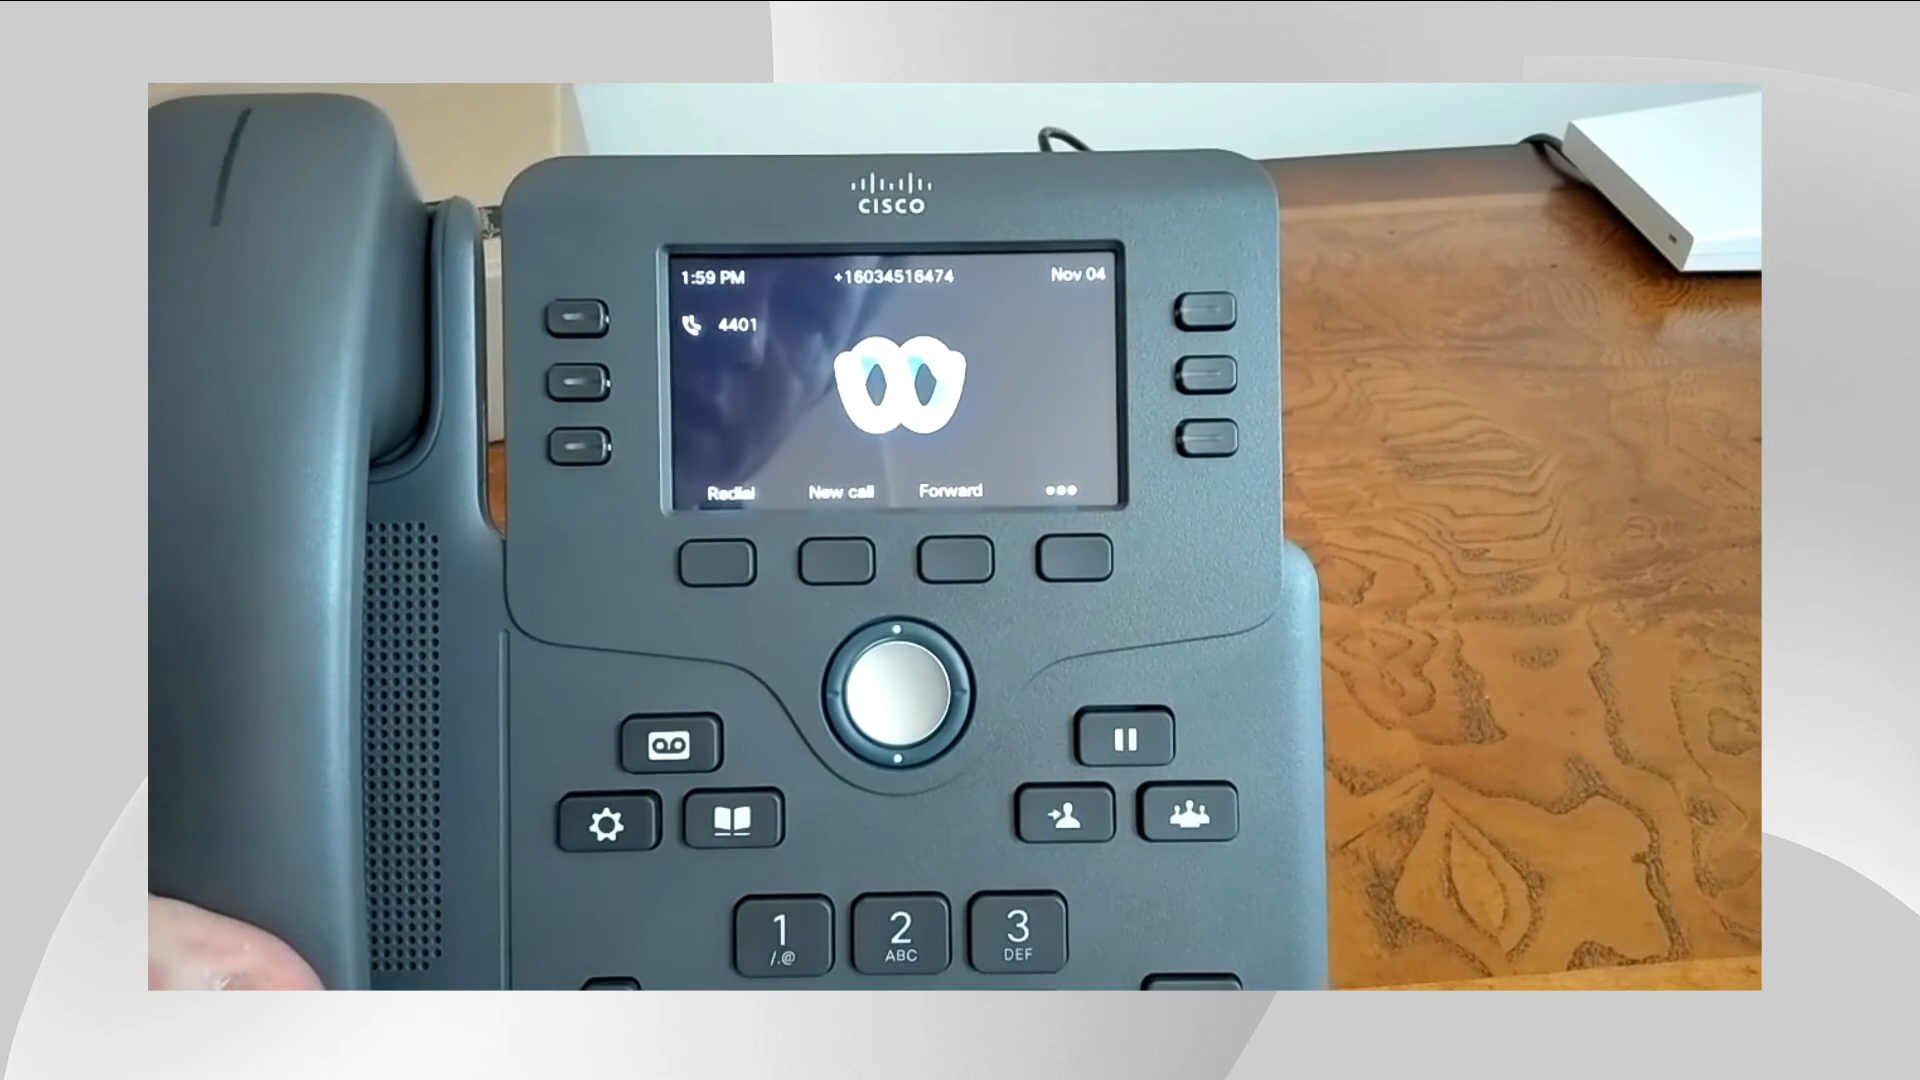 CISCO
1:59 PM +16034516474 Nov 04
4401
Redial New call Forward •••
1 2 3
/.@ ABC DEF